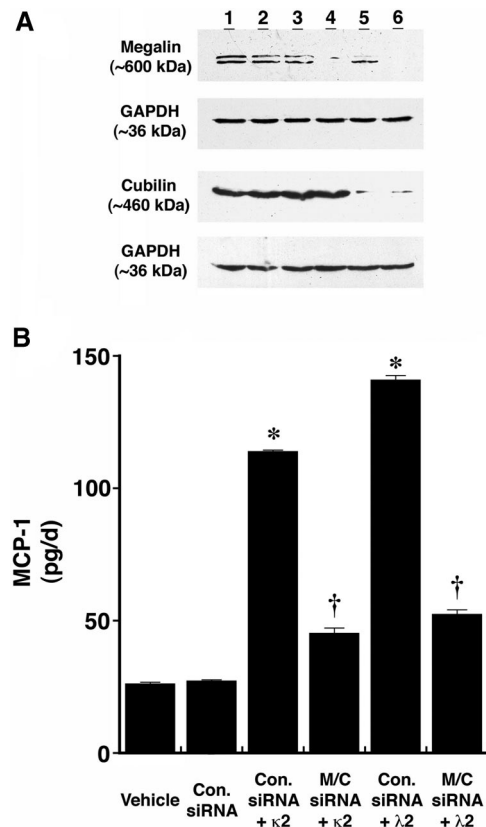 A
1 2 3 4 5 6
Megalin
(~600 kDa)
GAPDH
(~36 kDa)
Cubilin
(~460 kDa)
GAPDH
(~36 kDa)
B
MCP-1
(pg/d)
150
100
50
0
*
†
*
†
Vehicle
Con.
siRNA
Con.
siRNA
+ κ2
M/C
siRNA
+ κ2
Con.
siRNA
+ λ2
M/C
siRNA
+ λ2